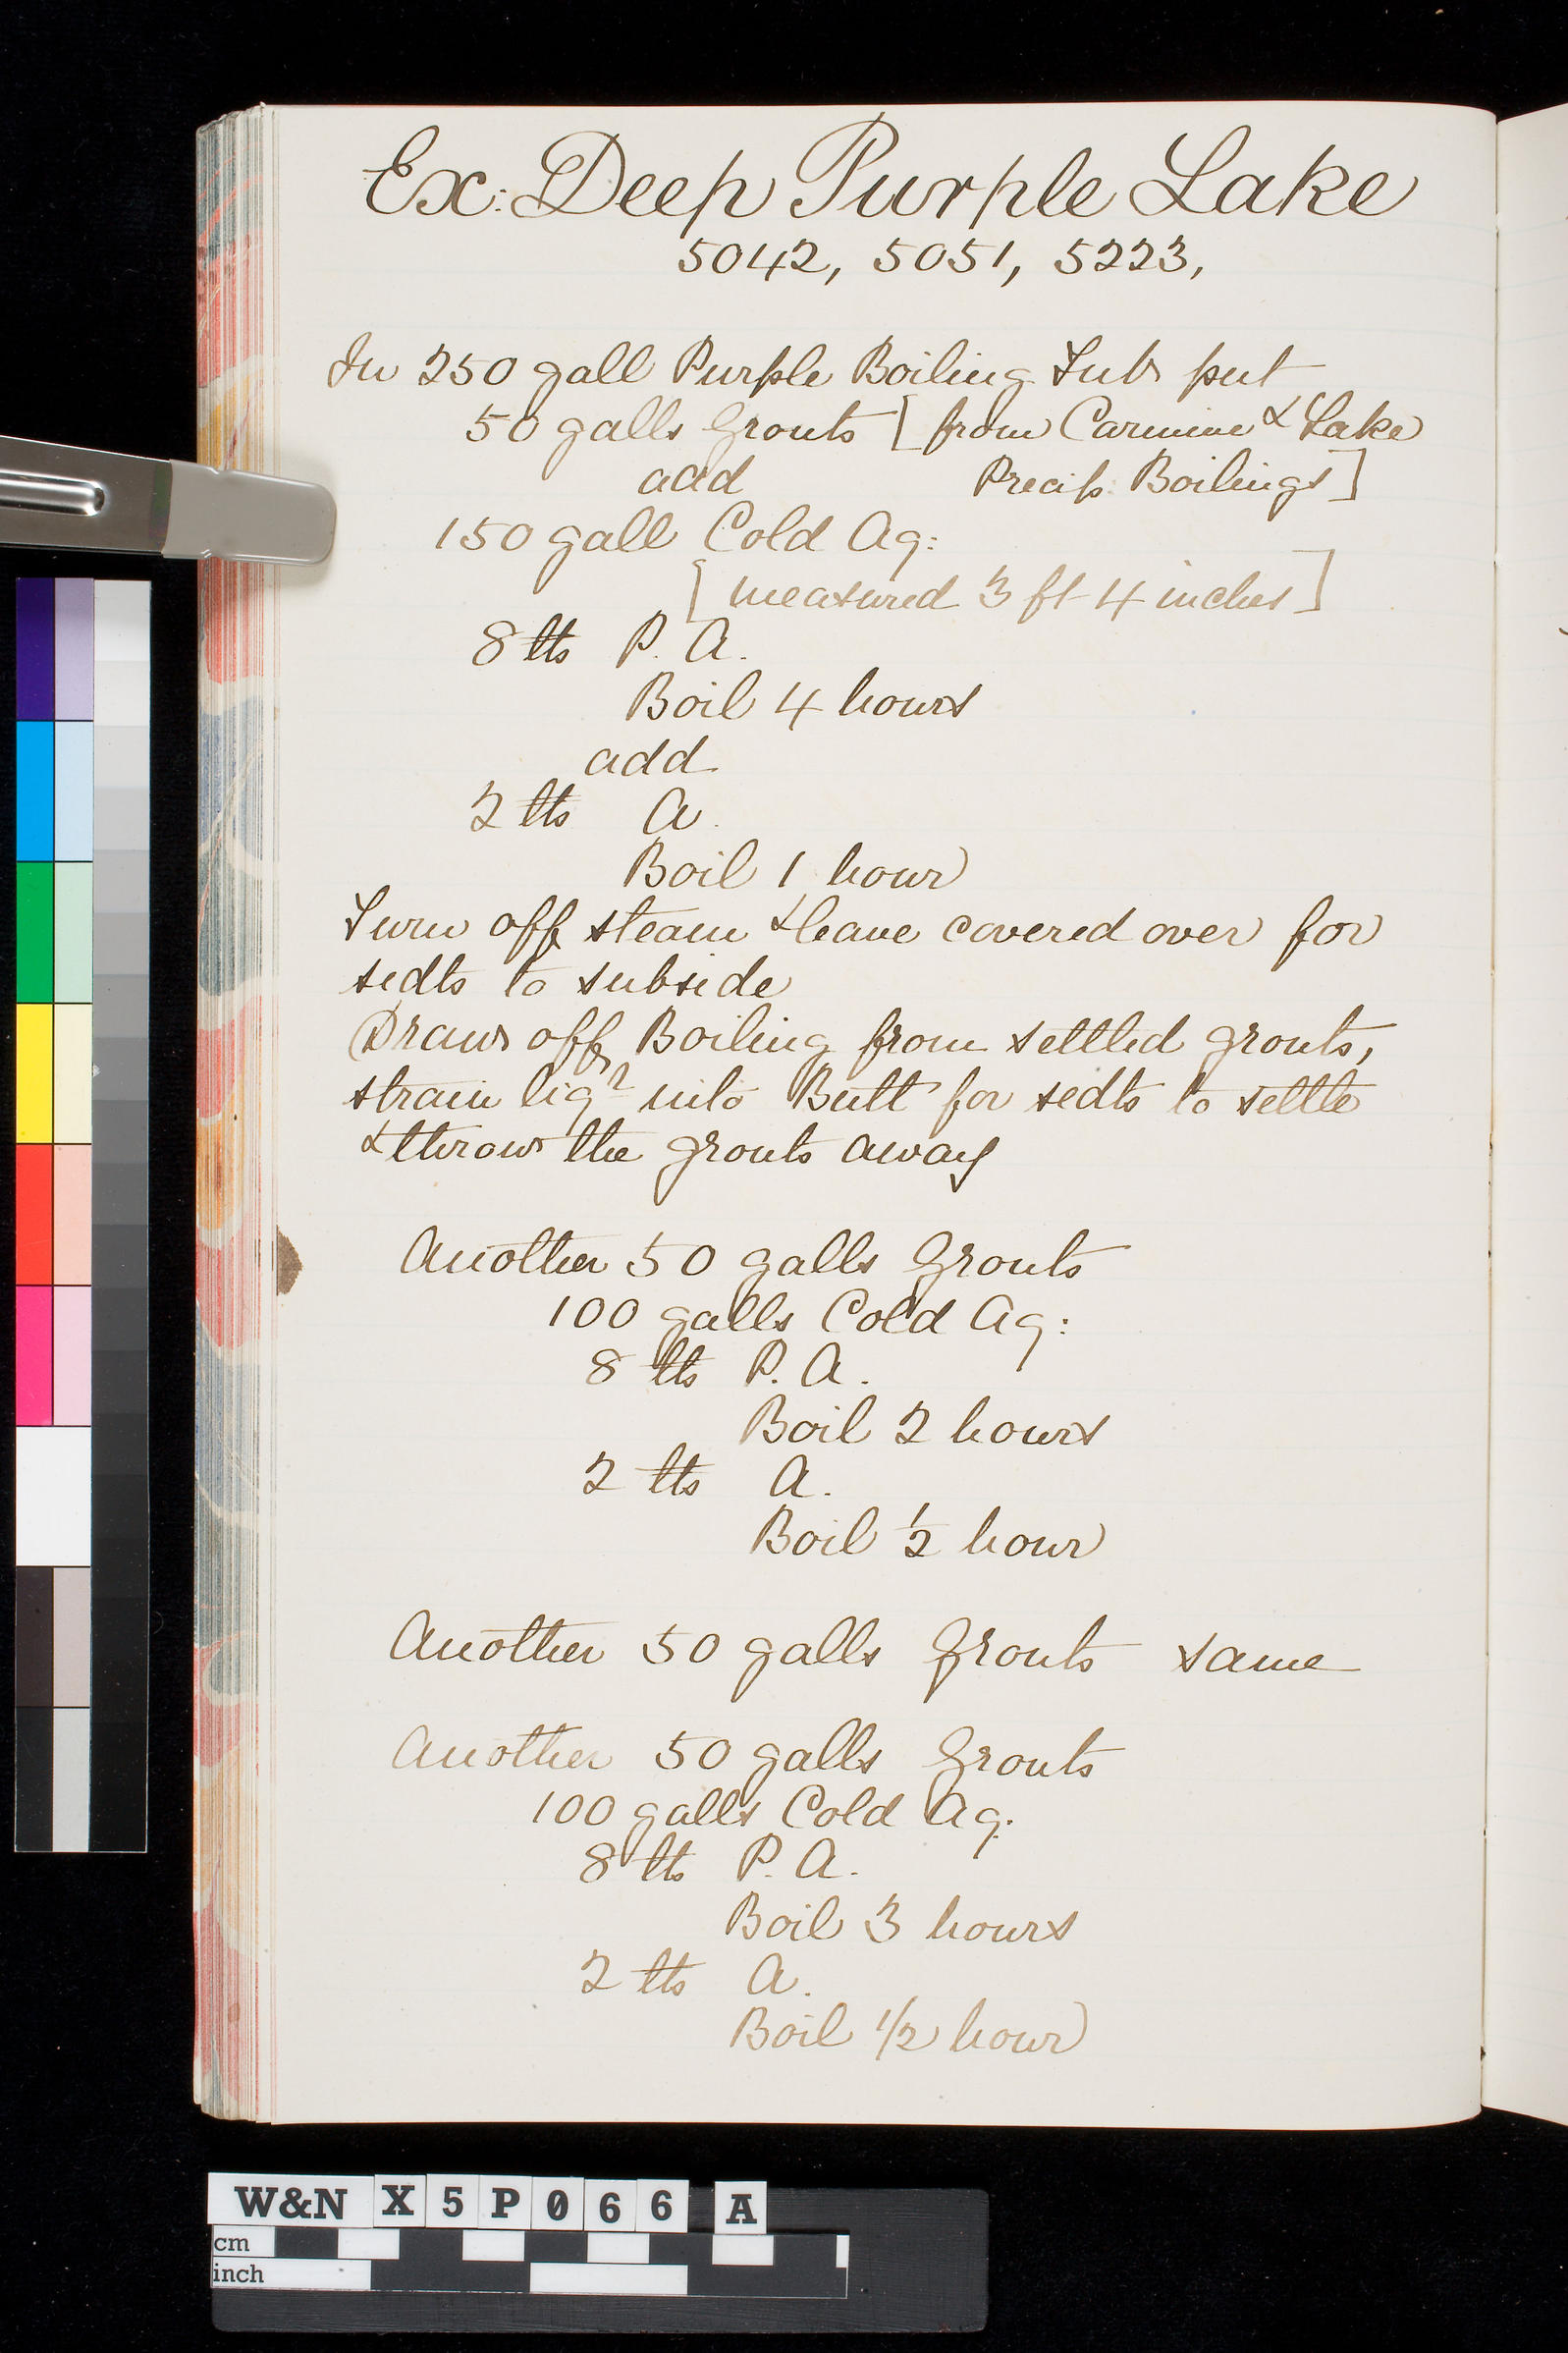 Ex: Deep Purple Lake
5042, 5051, 5223,
In 250 gall Purple Boiling Tub put
50 galls Grouts [from Carmine & Lake
add Precip. Boilings]
150 gall Cold Aq:
[measured 3 ft 4 inches]
8 lbs P. A.
Boil 4 hours
add
2 lbs A.
Boil 1 hour
Turn off steam & leave covered over for
sedts to subside
Draw off Boiling from settled grouts,
strain liqr into Butt for sedts to settle
& throw the grouts away
Another 50 galls Grouts
100 galls Cold Aq:
8 lbs P. A.
Boil 2 hours
2 lbs A.
Boil 1/2 hour
Another 50 galls Grouts same
Another 50 galls Grouts
100 galls Cold Aq:
8 lbs P. A.
Boil 3 hours
2 lbs A.
Boil 1/2 hour
W&N X5P066 A
cm
inch